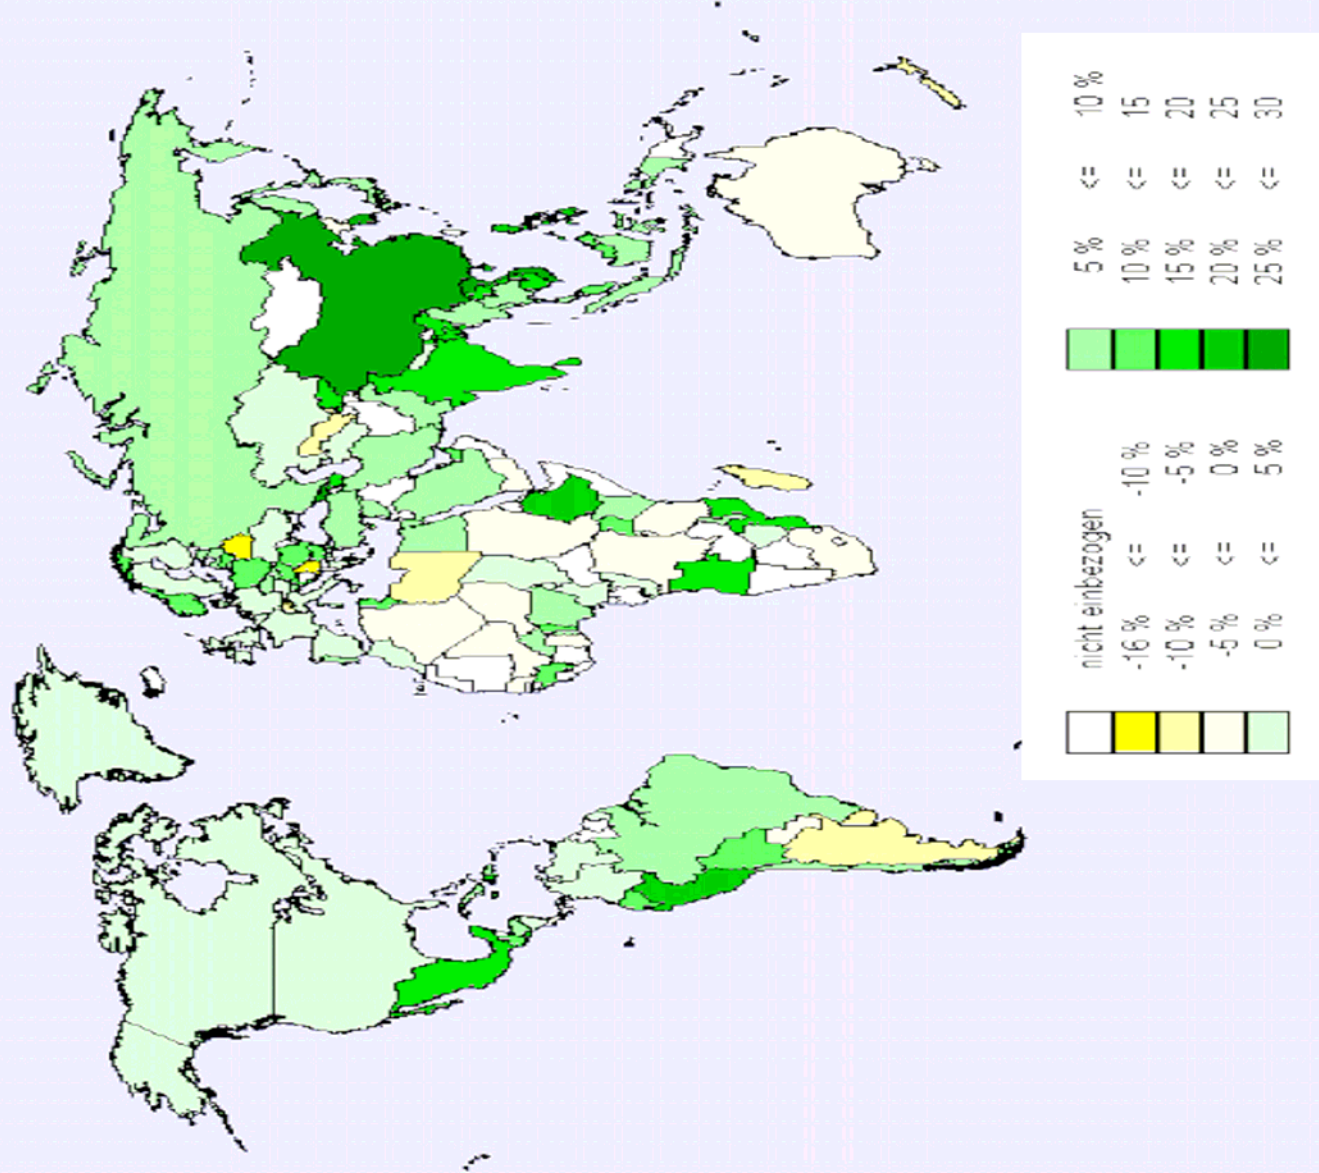 nicht einbezogen 5 % <= 10 %
-16 % <= -10 % 10 % <= 15
-10 % <= -5 % 15 % <= 20
-5 % <= 0 % 20 % <= 25
0 % <= 5 % 25 % <= 30